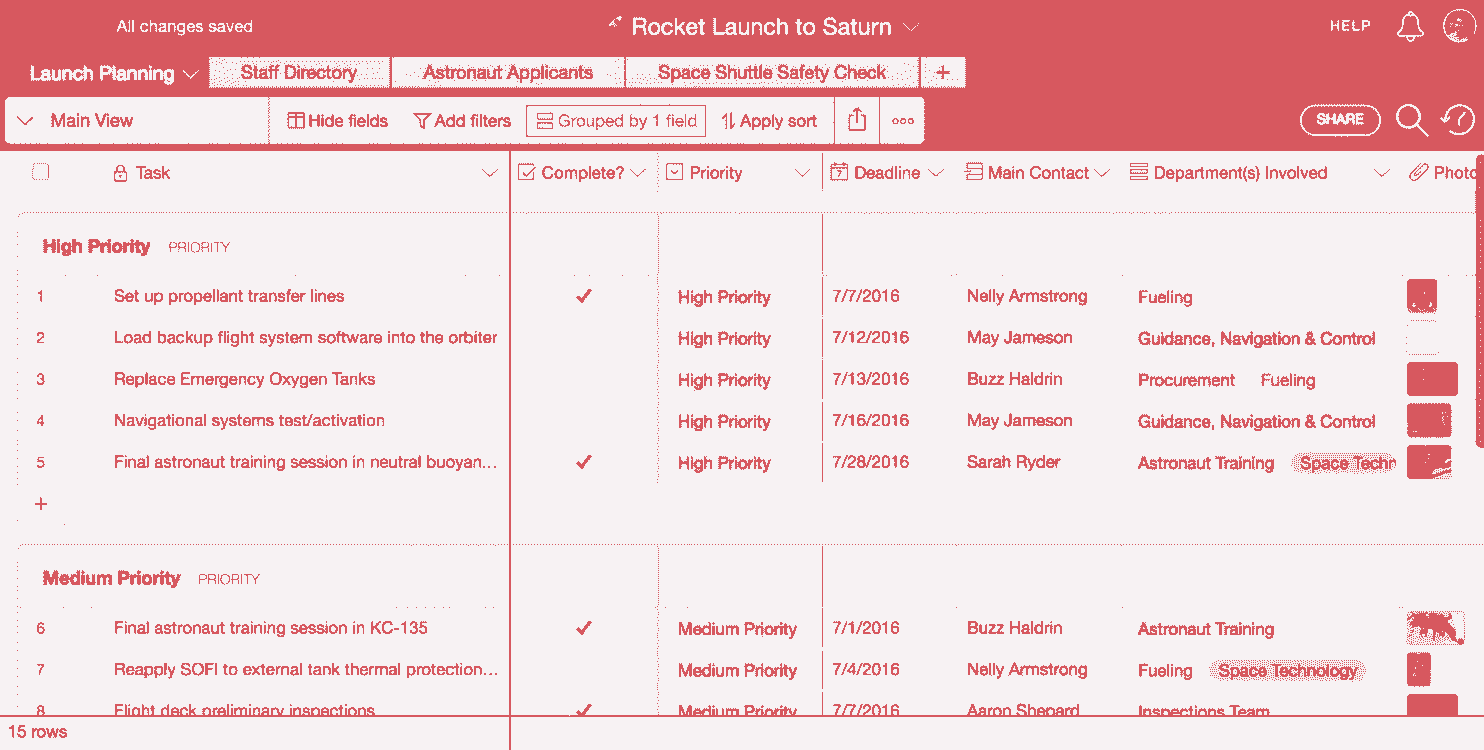 All changes saved Rocket Launch to Saturn HELP
Launch Planning Staff Directory Astronaut Applicants Space Shuttle Safety Check +
Main View Hide fields Add filters Grouped by 1 field Apply sort SHARE
Task Complete? Priority 7 Deadline Main Contact Department(s) Involved Photo
High Priority PRIORITY
1 Set up propellant transfer lines High Priority 7/7/2016 Nelly Armstrong Fueling
2 Load backup flight system software into the orbiter High Priority 7/12/2016 May Jameson Guidance, Navigation & Control
3 Replace Emergency Oxygen Tanks High Priority 7/13/2016 Buzz Haldrin Procurement Fueling
4 Navigational systems test/activation High Priority 7/16/2016 May Jameson Guidance, Navigation & Control
5 Final astronaut training session in neutral buoyan... High Priority 7/28/2016 Sarah Ryder Astronaut Training Space Techn
+
Medium Priority PRIORITY
6 Final astronaut training session in KC-135 Medium Priority 7/1/2016 Buzz Haldrin Astronaut Training
7 Reapply SOFI to external tank thermal protection... Medium Priority 7/4/2016 Nelly Armstrong Fueling Space Technology
8 Flight deck preliminary inspections Medium Priority 7/7/2016 Aaron Shepard Inspections Team
15 rows